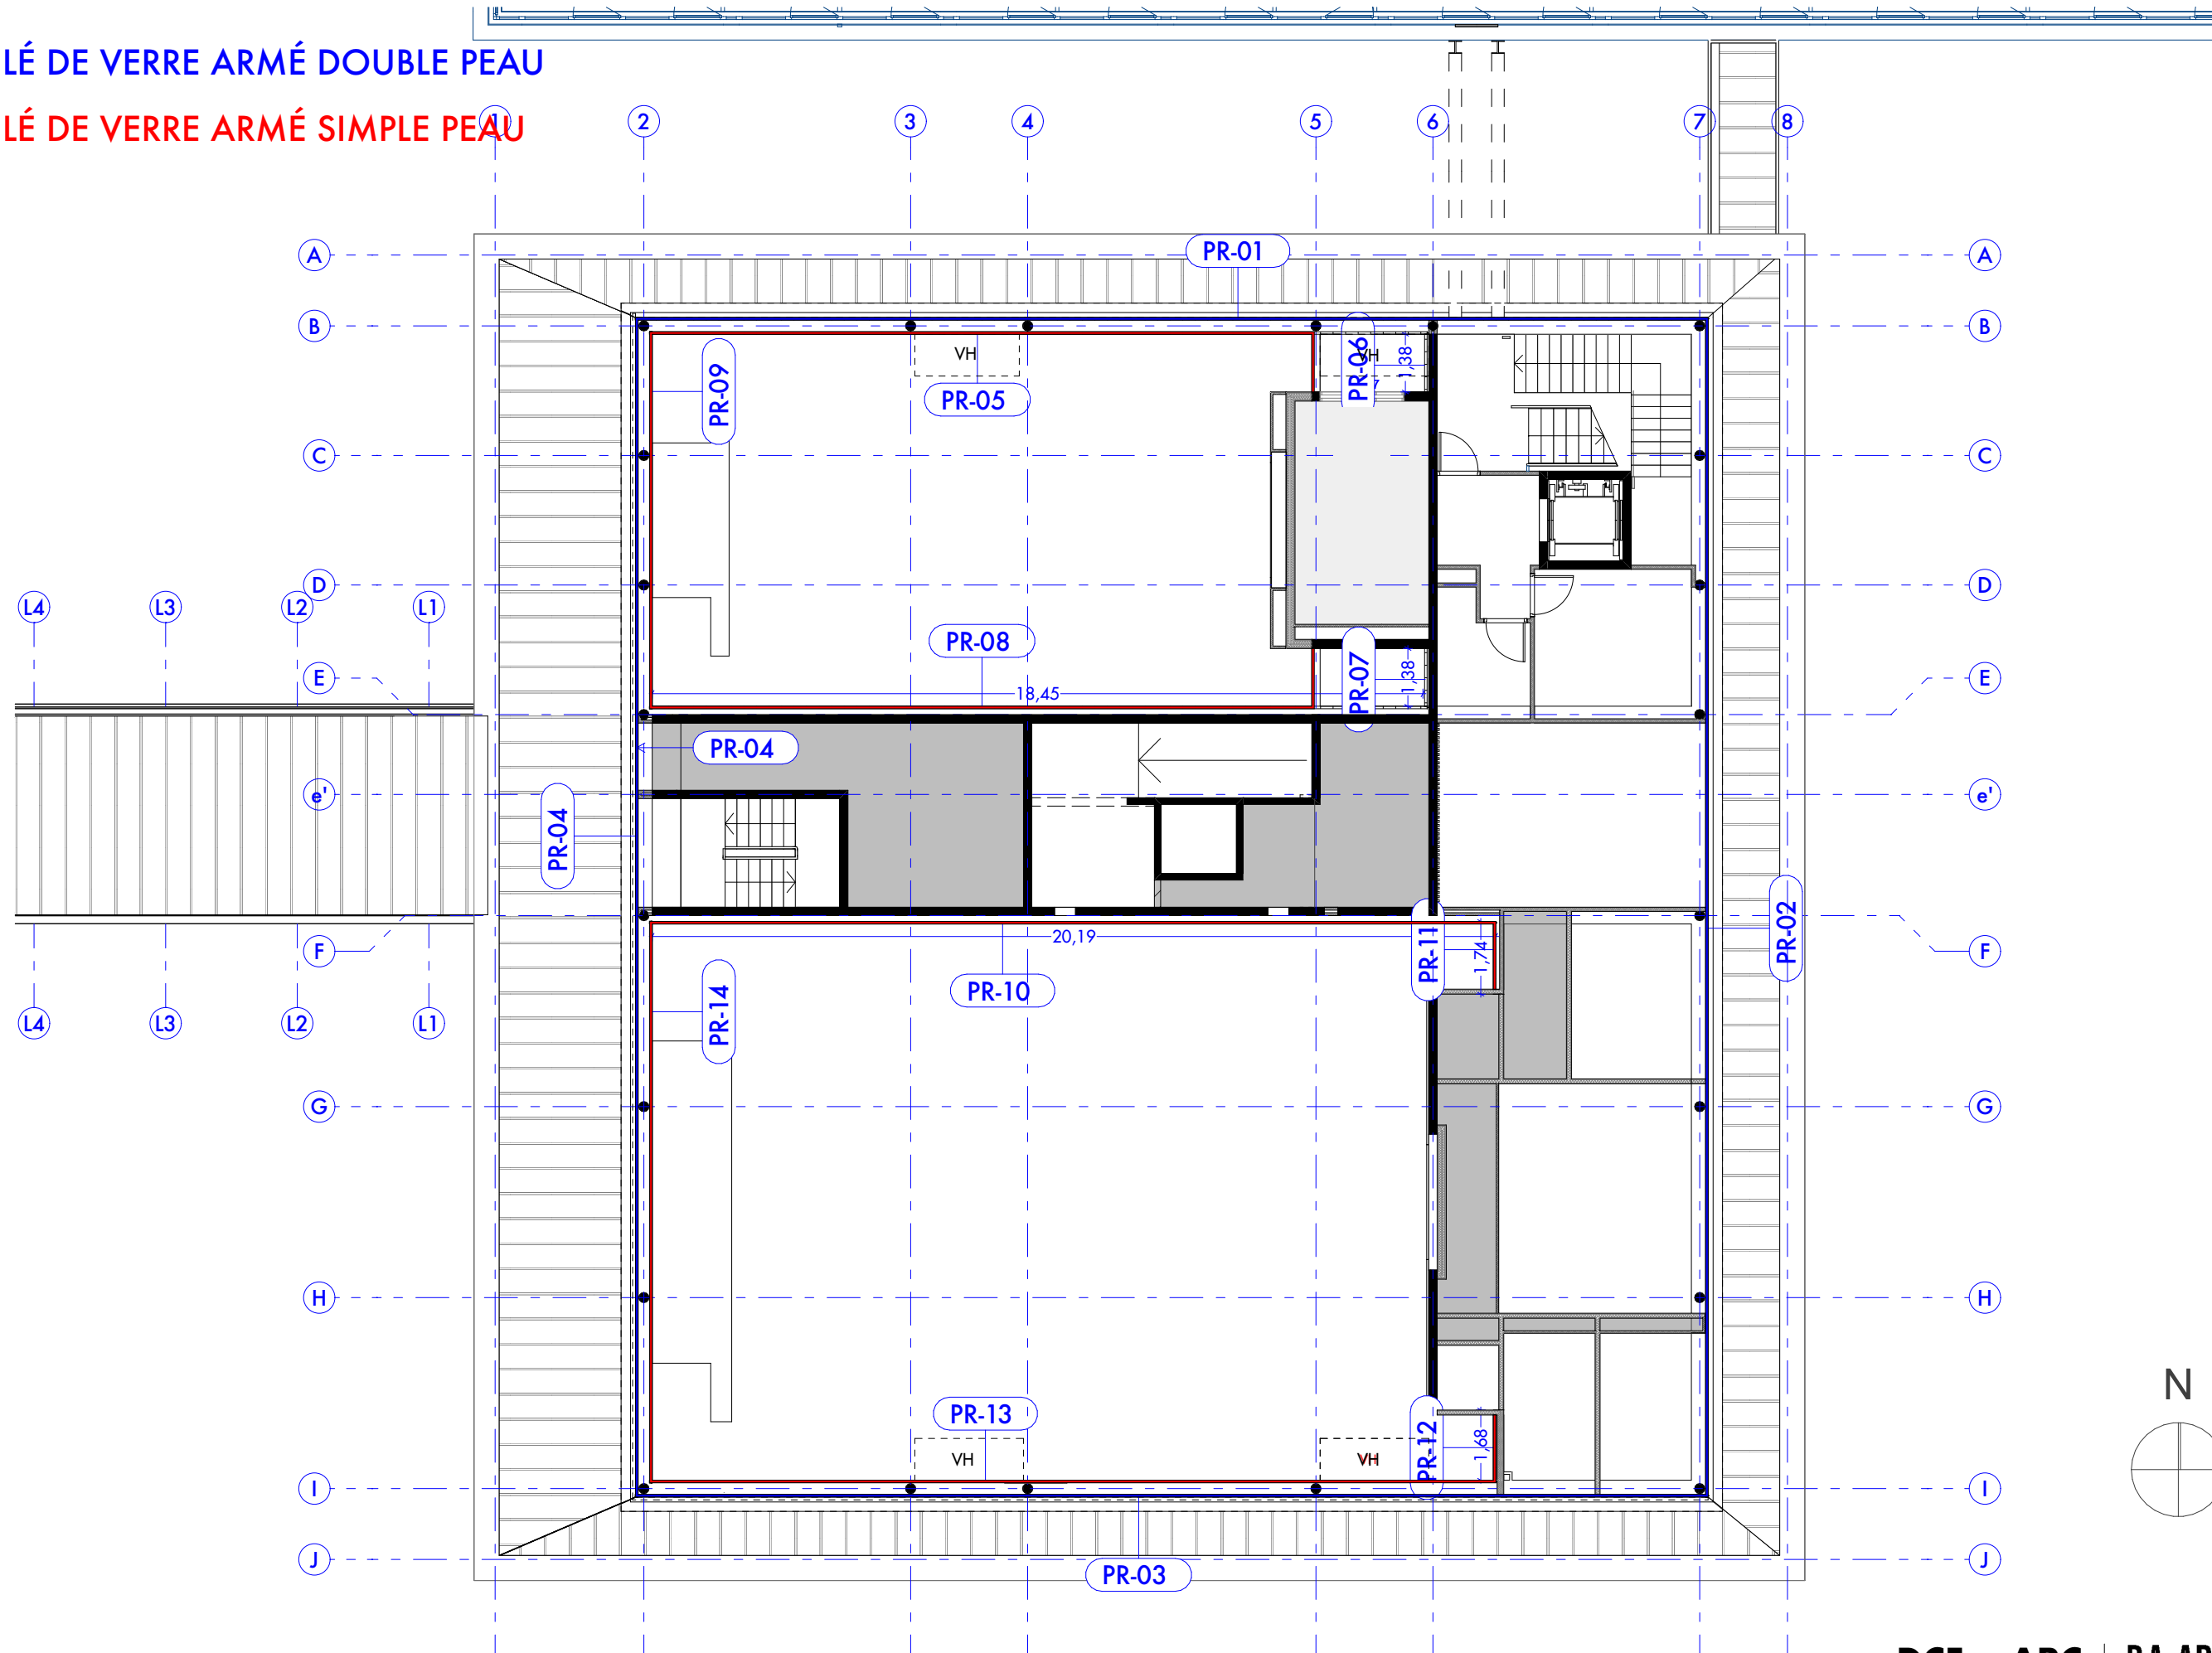 LÉ DE VERRE ARMÉ DOUBLE PEAU
LÉ DE VERRE ARMÉ SIMPLE PEAU
1 2 3 4 5 6 7 8
A PR-01 A
B B
VH
VH
PR-06
1,38
PR-09
PR-05
C C
D D
L4 L3 L2 L1
PR-08
E E
PR-07
1,38
18,45
PR-04
e' e'
PR-04
PR-02
20,19
PR-11
1,74
F F
PR-10
PR-14
L4 L3 L2 L1
G G
H H
N
PR-13
VH
VH
PR-12
1,68
I I
J J
PR-03